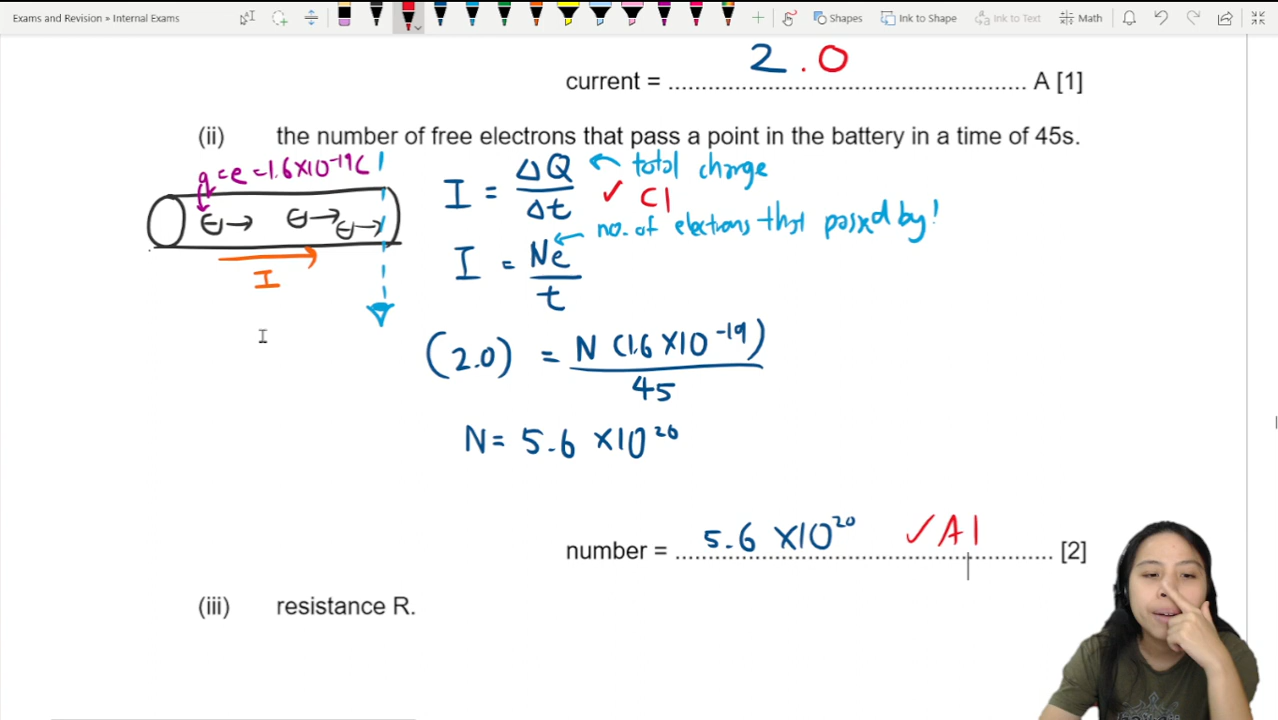 Exams and Revision » Internal Exams
Shapes
Ink to Shape
Ink to Text
Math
2.0
current = ............................................................ A [1]
(ii) the number of free electrons that pass a point in the battery in a time of 45s.
q = e = 1.6×10⁻¹⁹C
I = ΔQ/Δt ← total charge
✓ C1
I = Ne/t ← no. of electrons that passed by!
I
(2.0) = N (1.6 ×10⁻¹⁹)/45
N = 5.6 ×10²⁰
number = 5.6 ×10²⁰ ✓ A1 [2]
(iii) resistance R.